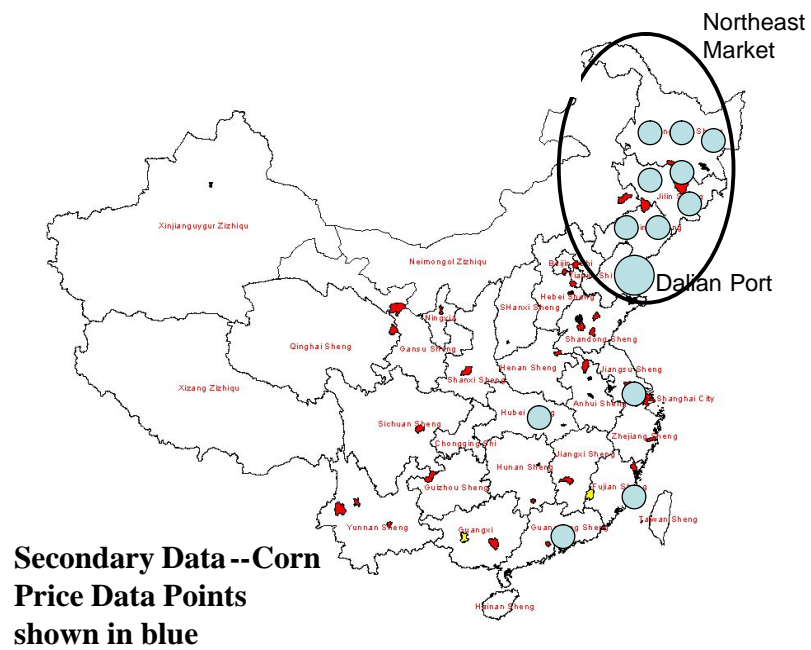 Northeast
Market
Jilin
Dalian Port
Xinjianguygur Zizhiqu
Neimongol Zizhiqu
Hebei Sheng
SHanxi Sheng
Ningxia
Shandong Sheng
Qinghai Sheng
Gansu Sheng
Henan Sheng
Jiangsu Sheng
Shanxi Sheng
Xizang Zizhiqu
Anhui Sheng
Shanghai City
Hubei
Sichuan Sheng
Zhejiang Sheng
Chongqing Shi
Hunan Sheng
Jiangxi Sheng
Guizhou Sheng
Fujian
Taiwan Sheng
Yunnan Sheng
Guangxi
Sheng
Hainan Sheng
Secondary Data--Corn
Price Data Points
shown in blue